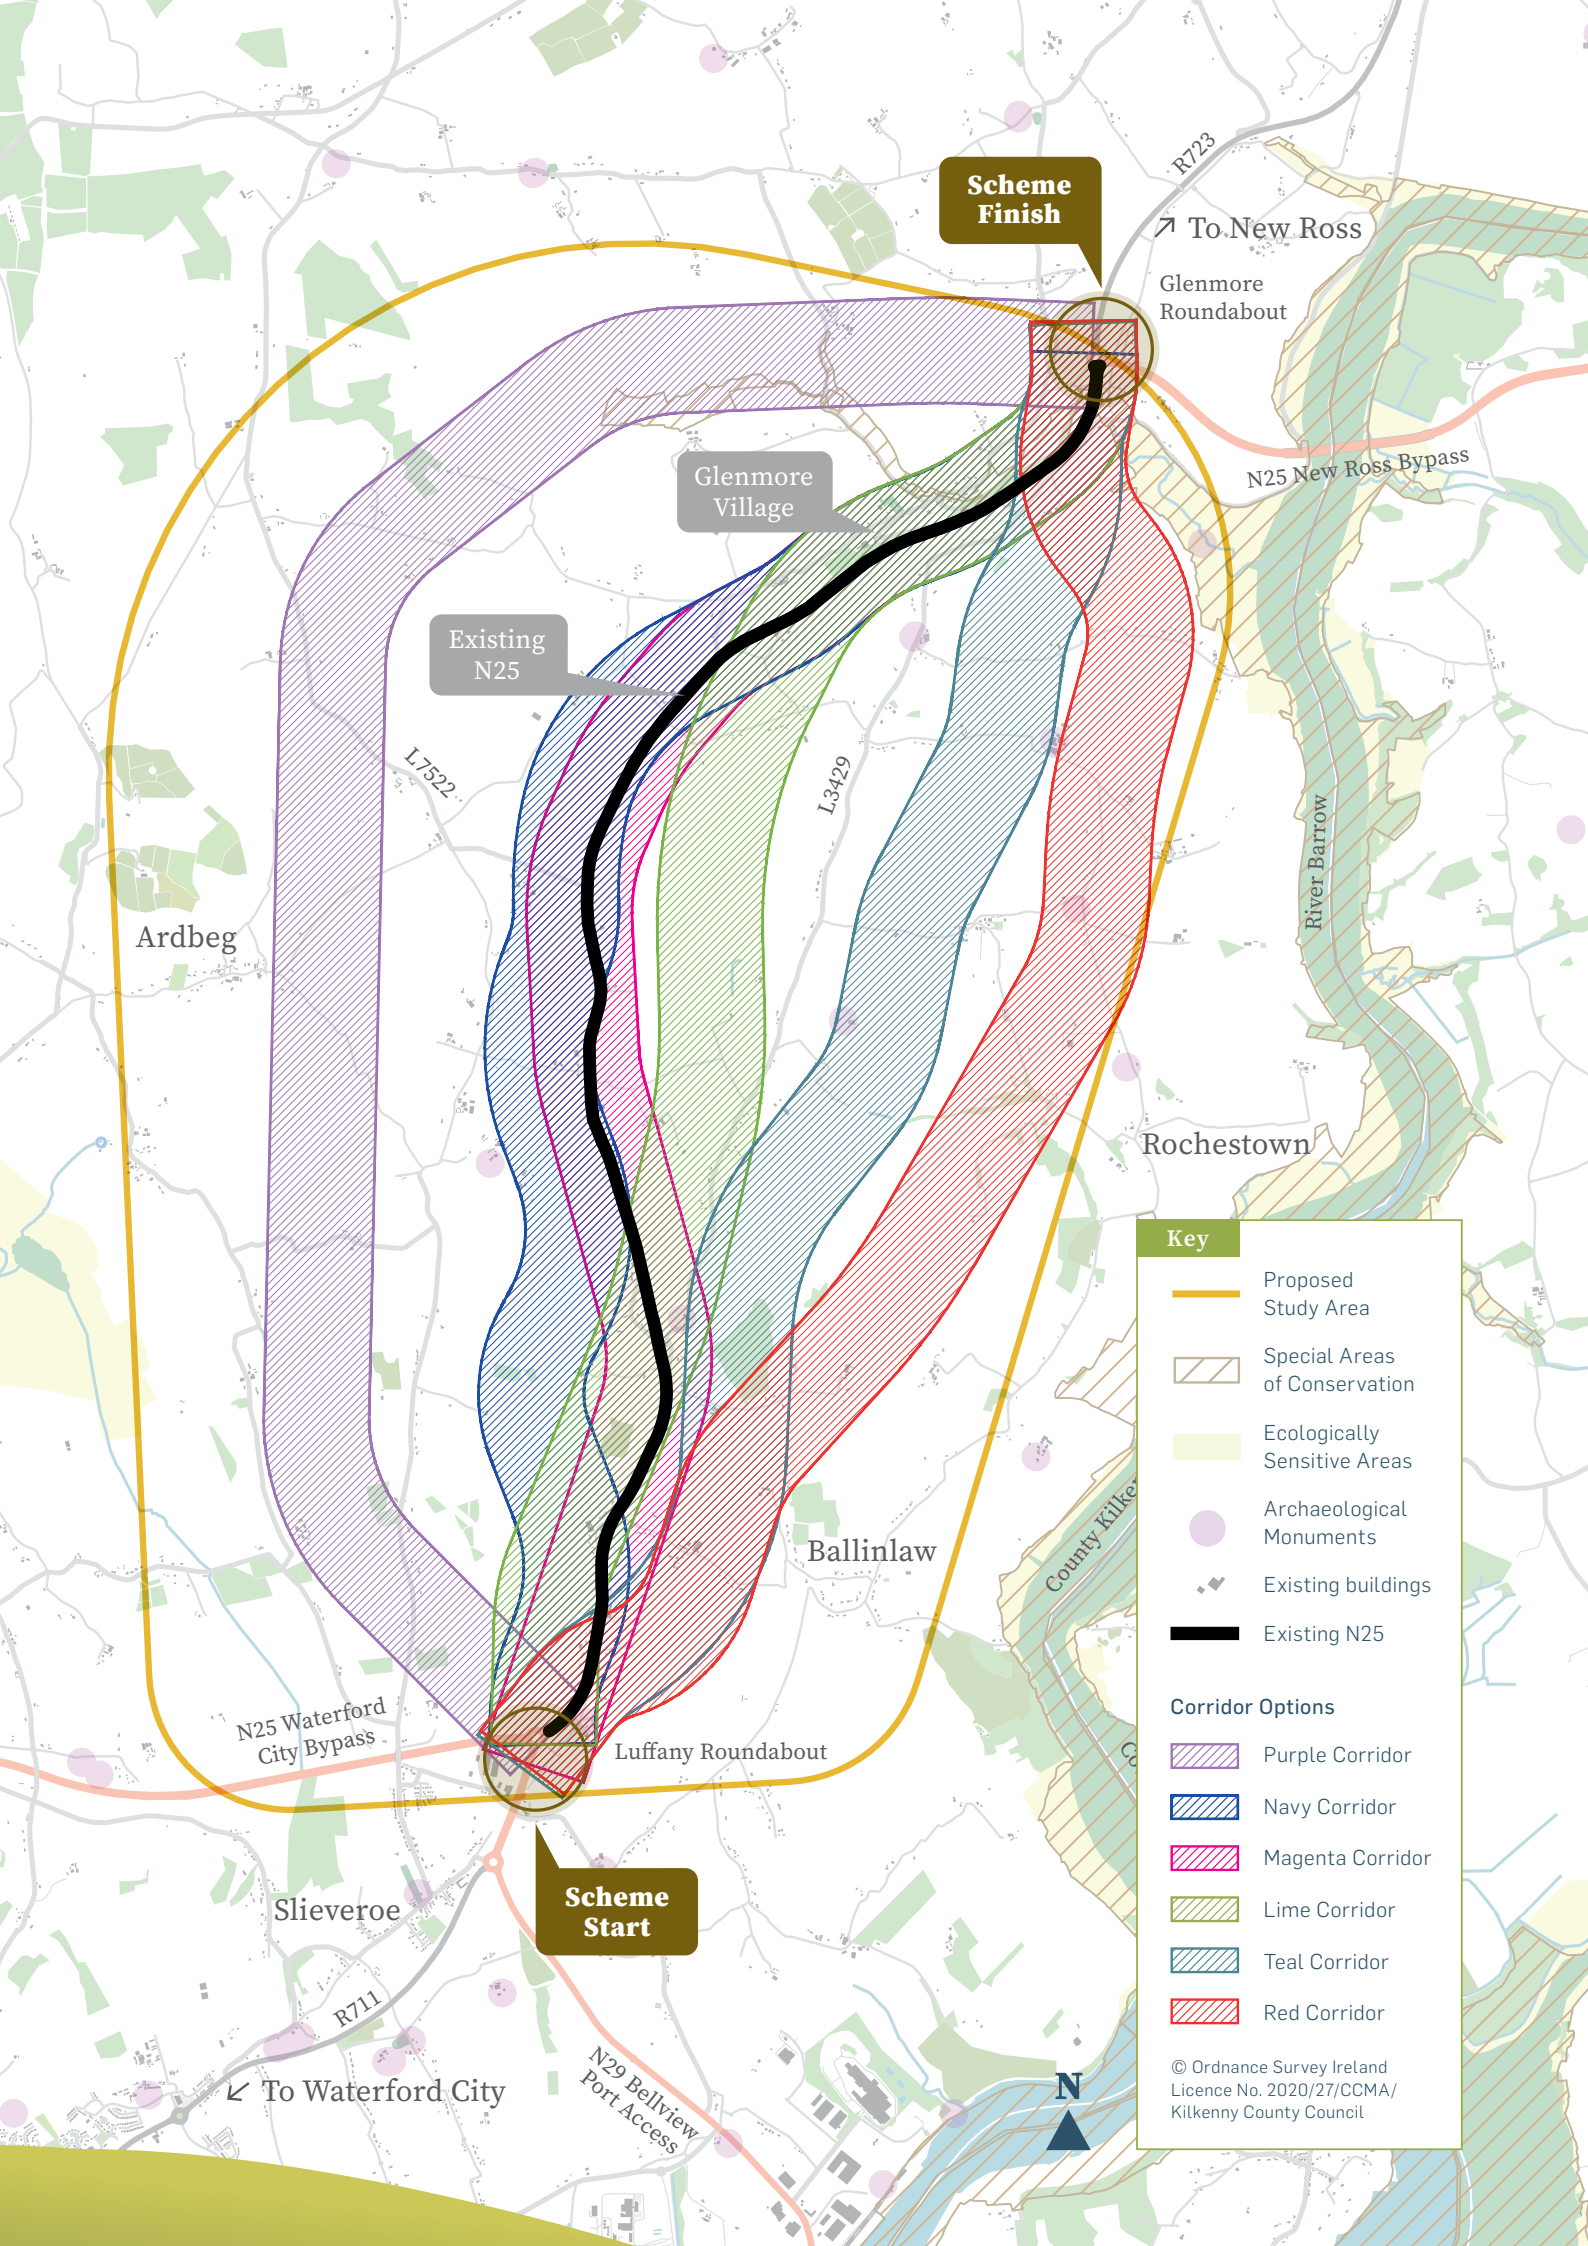 Scheme
Finish
R723
To New Ross
Glenmore
Roundabout
N25 New Ross Bypass
Glenmore
Village
Existing
N25
L7522
L3429
River Barrow
Ardbeg
Rochestown
Ballinlaw
N25 Waterford
City Bypass
Luffany Roundabout
Scheme
Start
Slieveroe
R711
To Waterford City
N29 Bellview
Port Access
County
N
Key
Proposed
Study Area
Special Areas
of Conservation
Ecologically
Sensitive Areas
Archaeological
Monuments
Existing buildings
Existing N25
Corridor Options
Purple Corridor
Navy Corridor
Magenta Corridor
Lime Corridor
Teal Corridor
Red Corridor
© Ordnance Survey Ireland
Licence No. 2020/27/CCMA/
Kilkenny County Council